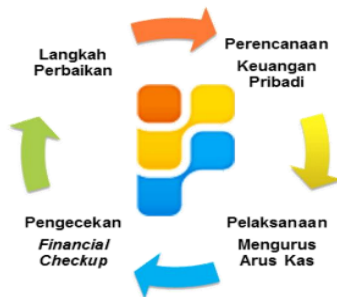 Langkah
Perbaikan
Perencanaan
Keuangan
Pribadi
Pengecekan
Financial
Checkup
Pelaksanaan
Mengurus
Arus Kas